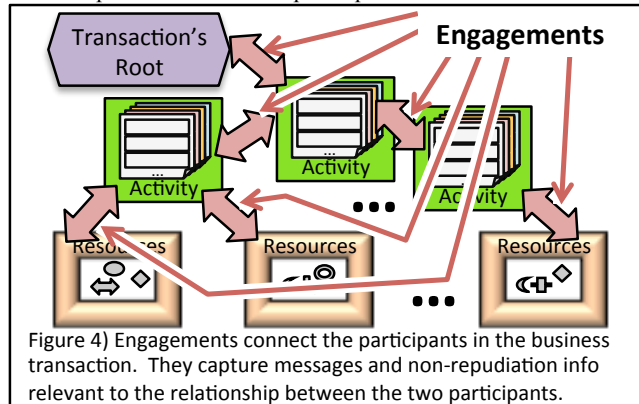 Transaction's
Root
Engagements
...
Activity
...
Activity
...
Activity
...
Resources
Resources
...
Resources
Figure 4) Engagements connect the participants in the business
transaction. They capture messages and non-repudiation info
relevant to the relationship between the two participants.